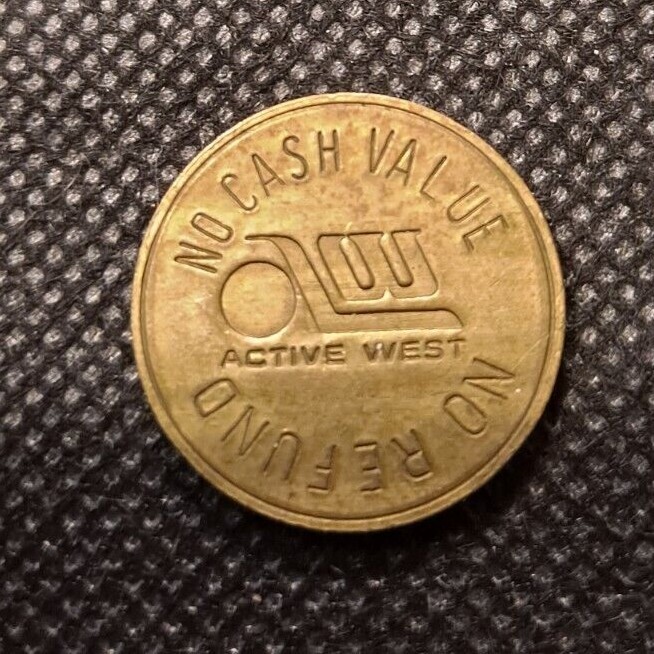 NO CASH VALUE
ACTIVE WEST
NO REFUND